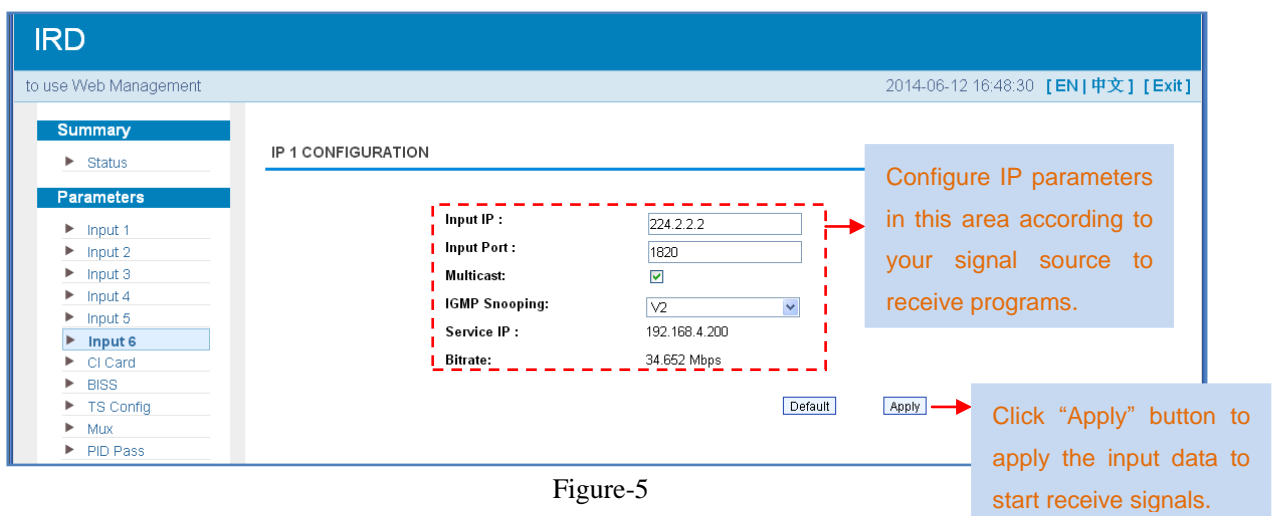 IRD
to use Web Management
2014-06-12 16:48:30 [ EN | 中文 ] [ Exit ]
Summary
Status
Parameters
Input 1
Input 2
Input 3
Input 4
Input 5
Input 6
CI Card
BISS
TS Config
Mux
PID Pass
IP 1 CONFIGURATION
Input IP : 224.2.2.2
Input Port : 1820
Multicast:
IGMP Snooping: V2
Service IP : 192.168.4.200
Bitrate: 34.652 Mbps
Default Apply
Configure IP parameters
in this area according to
your signal source to
receive programs.
Click “Apply” button to
apply the input data to
start receive signals.
Figure-5